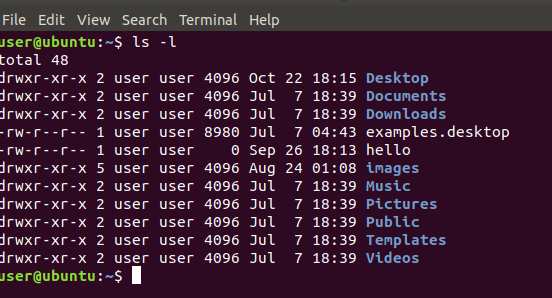 File Edit View Search Terminal Help
user@ubuntu:~$ ls -l
total 48
drwxr-xr-x 2 user user 4096 Oct 22 18:15 Desktop
drwxr-xr-x 2 user user 4096 Jul  7 18:39 Documents
drwxr-xr-x 2 user user 4096 Jul  7 18:39 Downloads
-rw-r--r-- 1 user user 8980 Jul  7 04:43 examples.desktop
-rw-r--r-- 1 user user    0 Sep 26 18:13 hello
drwxr-xr-x 5 user user 4096 Aug 24 01:08 images
drwxr-xr-x 2 user user 4096 Jul  7 18:39 Music
drwxr-xr-x 2 user user 4096 Jul  7 18:39 Pictures
drwxr-xr-x 2 user user 4096 Jul  7 18:39 Public
drwxr-xr-x 2 user user 4096 Jul  7 18:39 Templates
drwxr-xr-x 2 user user 4096 Jul  7 18:39 Videos
user@ubuntu:~$